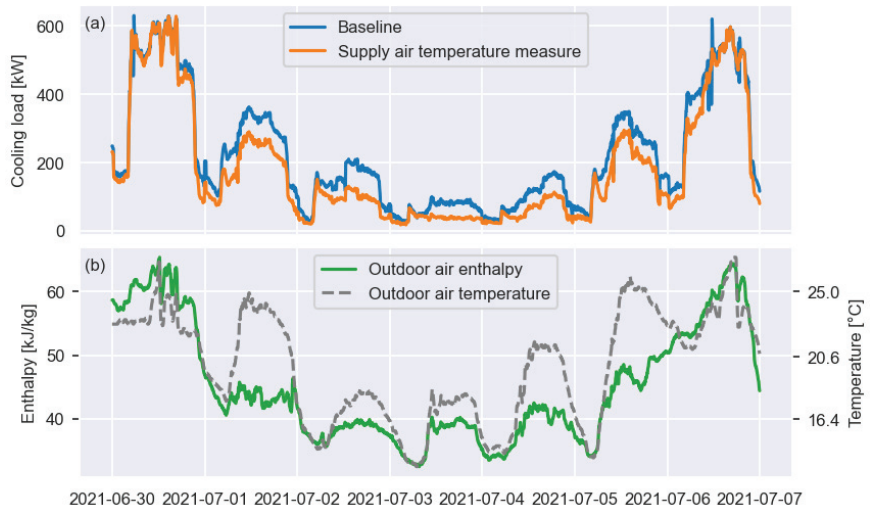 (a)
Baseline
Supply air temperature measure
Cooling load [kW]
600
400
200
0
(b)
Outdoor air enthalpy
Outdoor air temperature
Enthalpy [kJ/kg]
60
50
40
Temperature [°C]
25.0
20.6
16.4
2021-06-30 2021-07-01 2021-07-02 2021-07-03 2021-07-04 2021-07-05 2021-07-06 2021-07-07